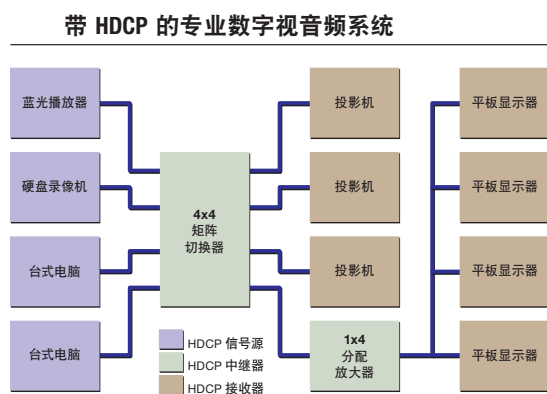 带 HDCP 的专业数字视音频系统
蓝光播放器
投影机
平板显示器
硬盘录像机
4x4
矩阵
切换器
投影机
平板显示器
台式电脑
投影机
平板显示器
台式电脑
HDCP 信号源
HDCP 中继器
HDCP 接收器
1x4
分配
放大器
平板显示器